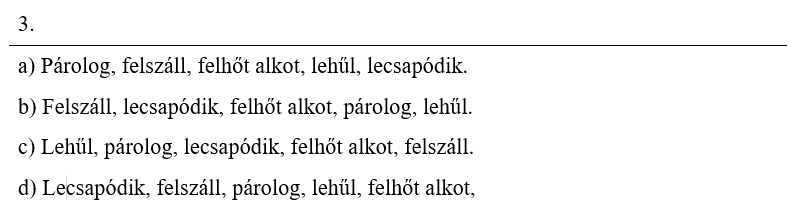 3.
a) Párolog, felszáll, felhőt alkot, lehűl, lecsapódik.
b) Felszáll, lecsapódik, felhőt alkot, párolog, lehűl.
c) Lehűl, párolog, lecsapódik, felhőt alkot, felszáll.
d) Lecsapódik, felszáll, párolog, lehűl, felhőt alkot,